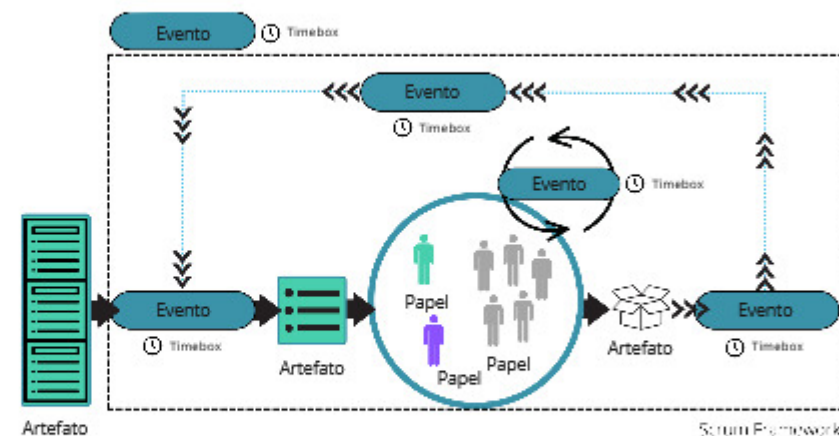 Evento
Timebox
Evento
Timebox
Evento
Timebox
Papel
Papel
Papel
Evento
Timebox
Artefato
Artefato
Evento
Timebox
Artefato
Scrum Framework